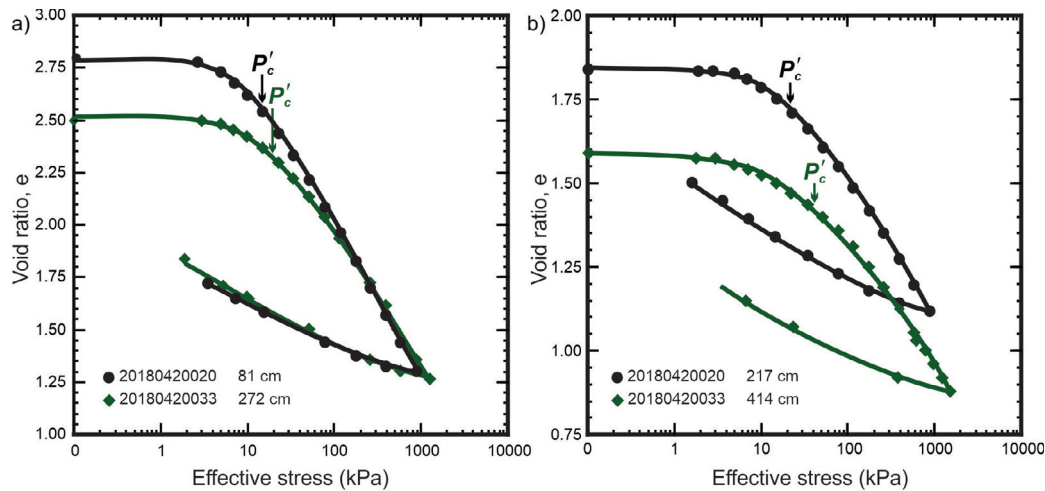 a)
P'c
P'c
Void ratio, e
3.00
2.75
2.50
2.25
2.00
1.75
1.50
1.25
1.00
20180420020 81 cm
20180420033 272 cm
0 1 10 100 1000 10000
Effective stress (kPa)
b)
P'c
P'c
Void ratio, e
2.00
1.75
1.50
1.25
1.00
0.75
20180420020 217 cm
20180420033 414 cm
0 1 10 100 1000 10000
Effective stress (kPa)